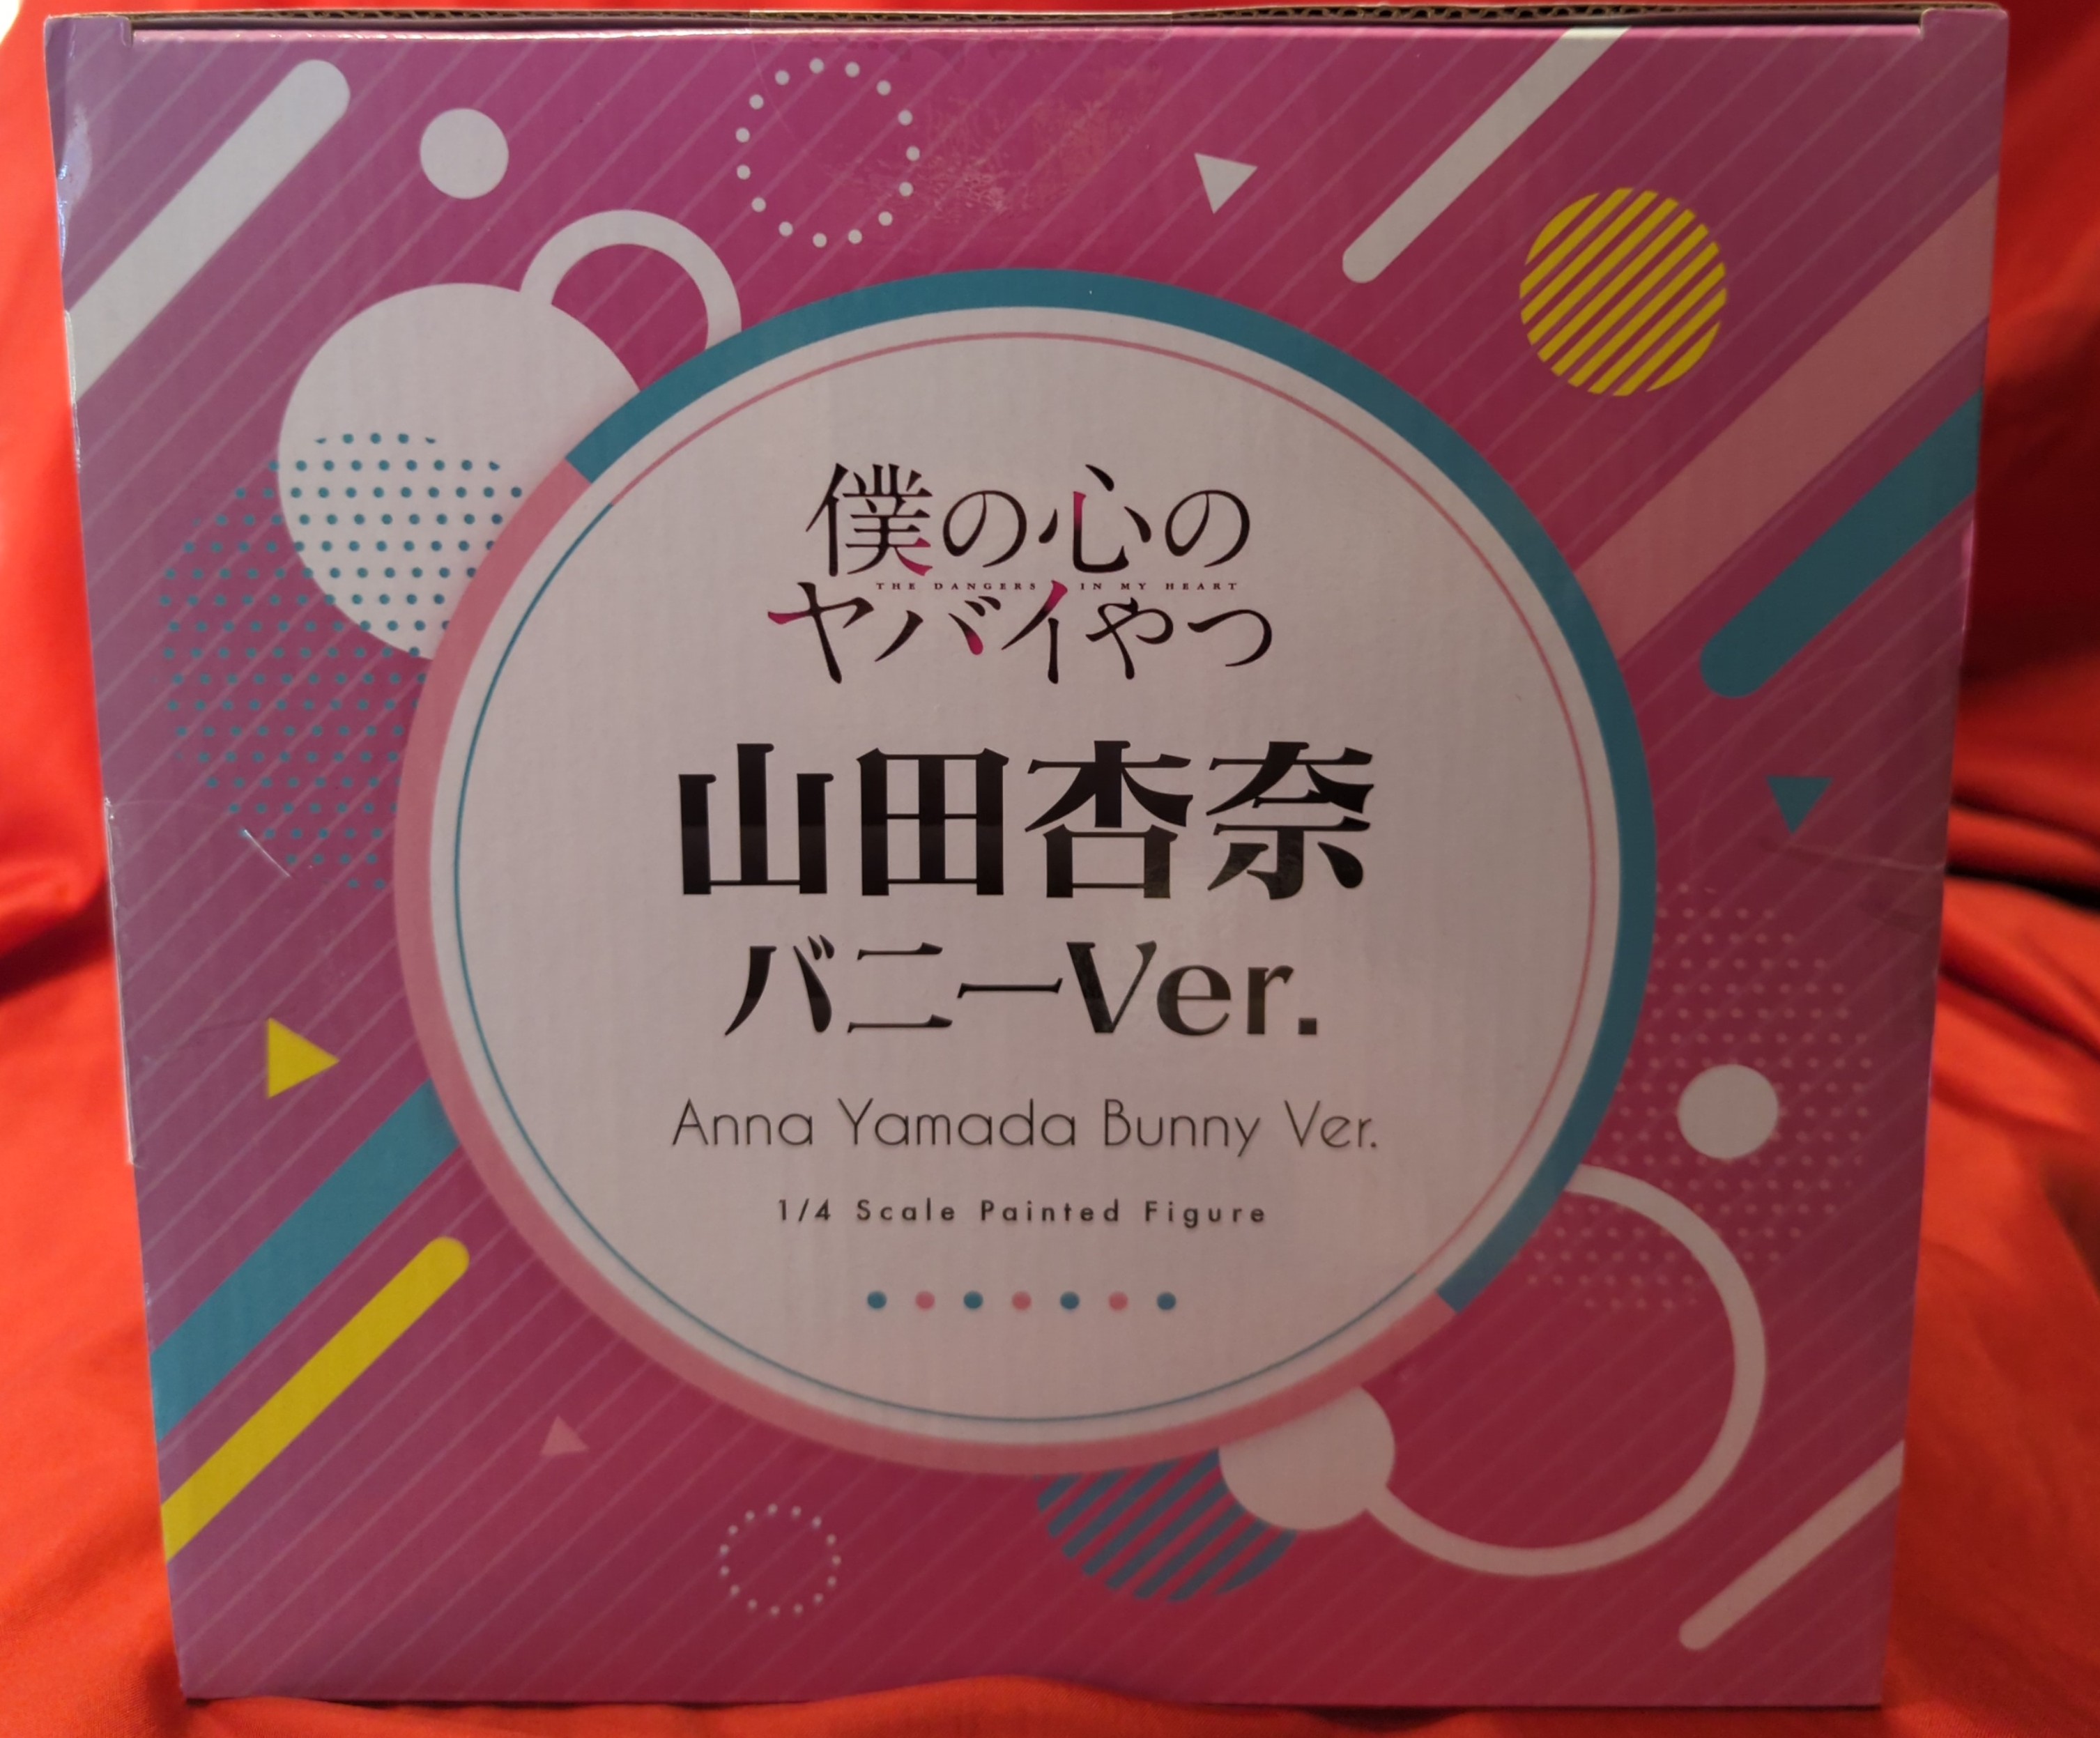 僕の心の
THE DANGERS IN MY HEART
ヤバイやつ
山田杏奈
バニーVer.
Anna Yamada Bunny Ver.
1/4 Scale Painted Figure